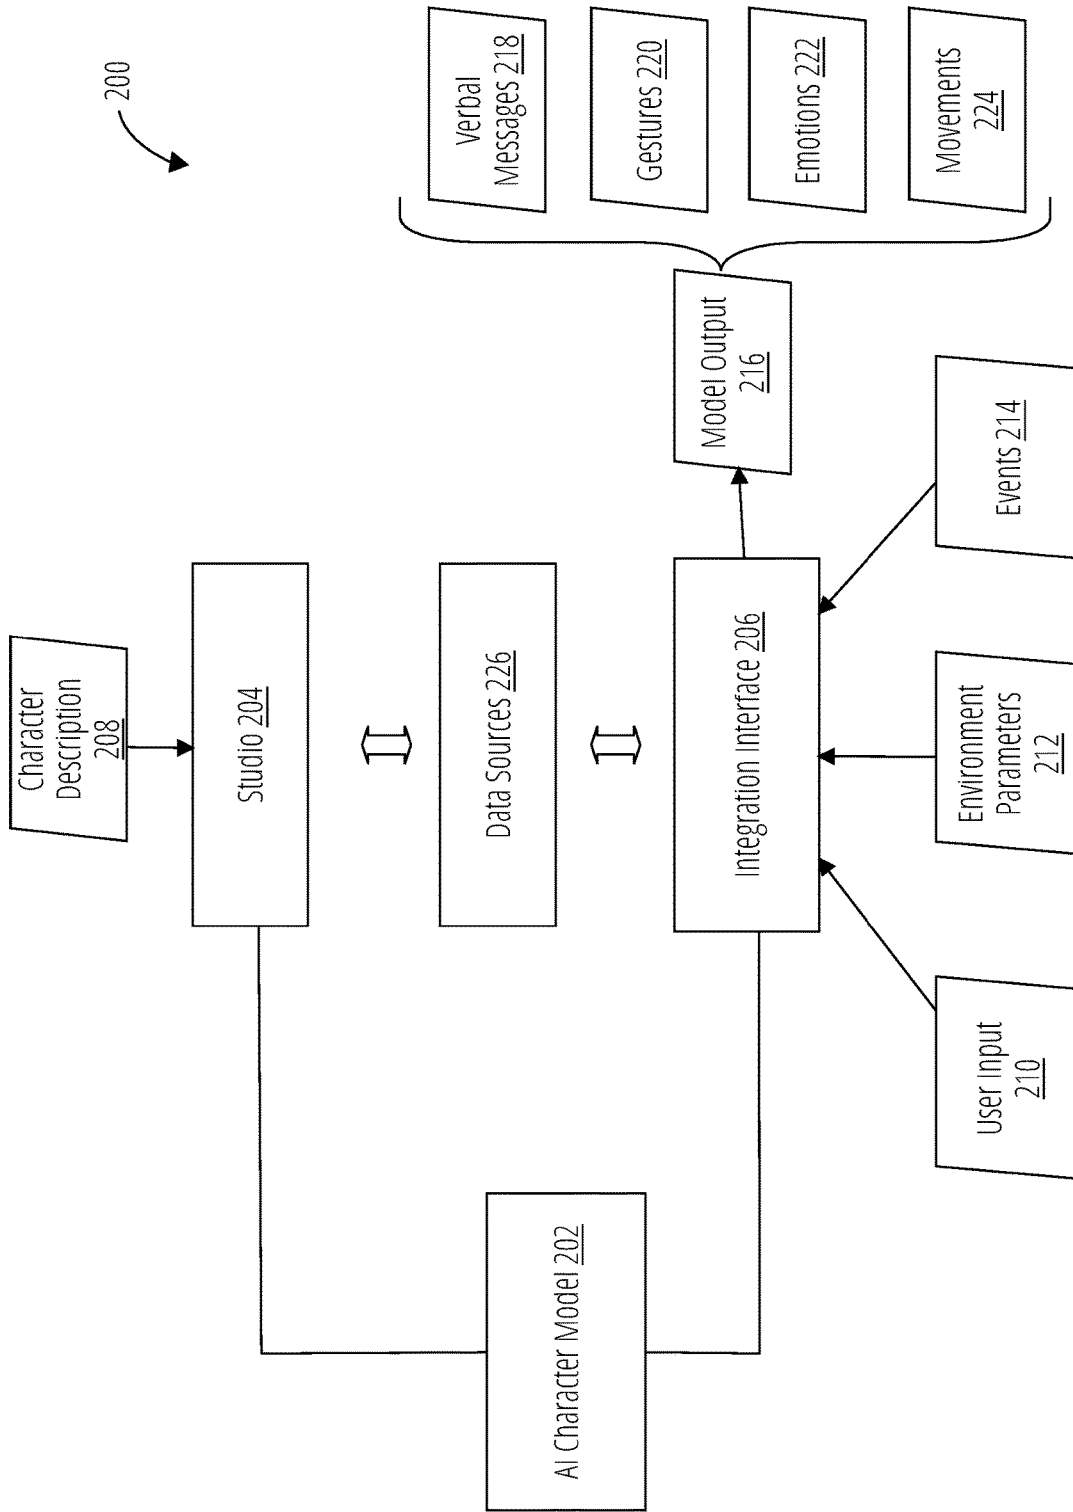 200
Character
Description
208
Studio 204
Data Sources 226
AI Character Model 202
Integration Interface 206
User Input
210
Environment
Parameters
212
Events 214
Model Output
216
Verbal
Messages 218
Gestures 220
Emotions 222
Movements
224